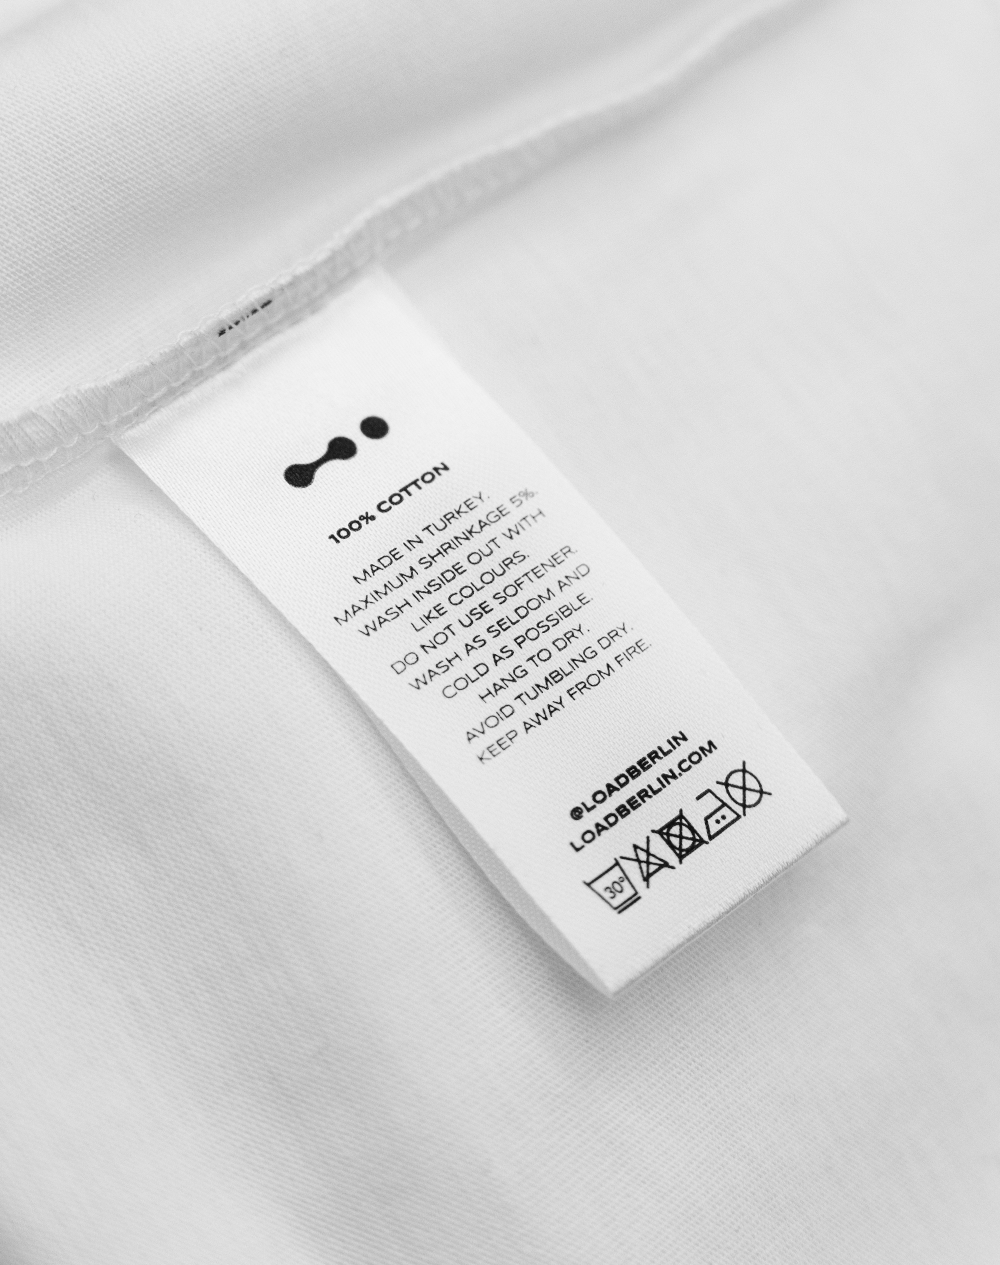 100% COTTON
MADE IN TURKEY.
MAXIMUM SHRINKAGE 5%.
WASH INSIDE OUT WITH
LIKE COLOURS.
DO NOT USE SOFTENER.
WASH AS SELDOM AND
COLD AS POSSIBLE.
HANG TO DRY.
AVOID TUMBLING DRY.
KEEP AWAY FROM FIRE.
@LOADBERLIN
LOADBERLIN.COM
30°